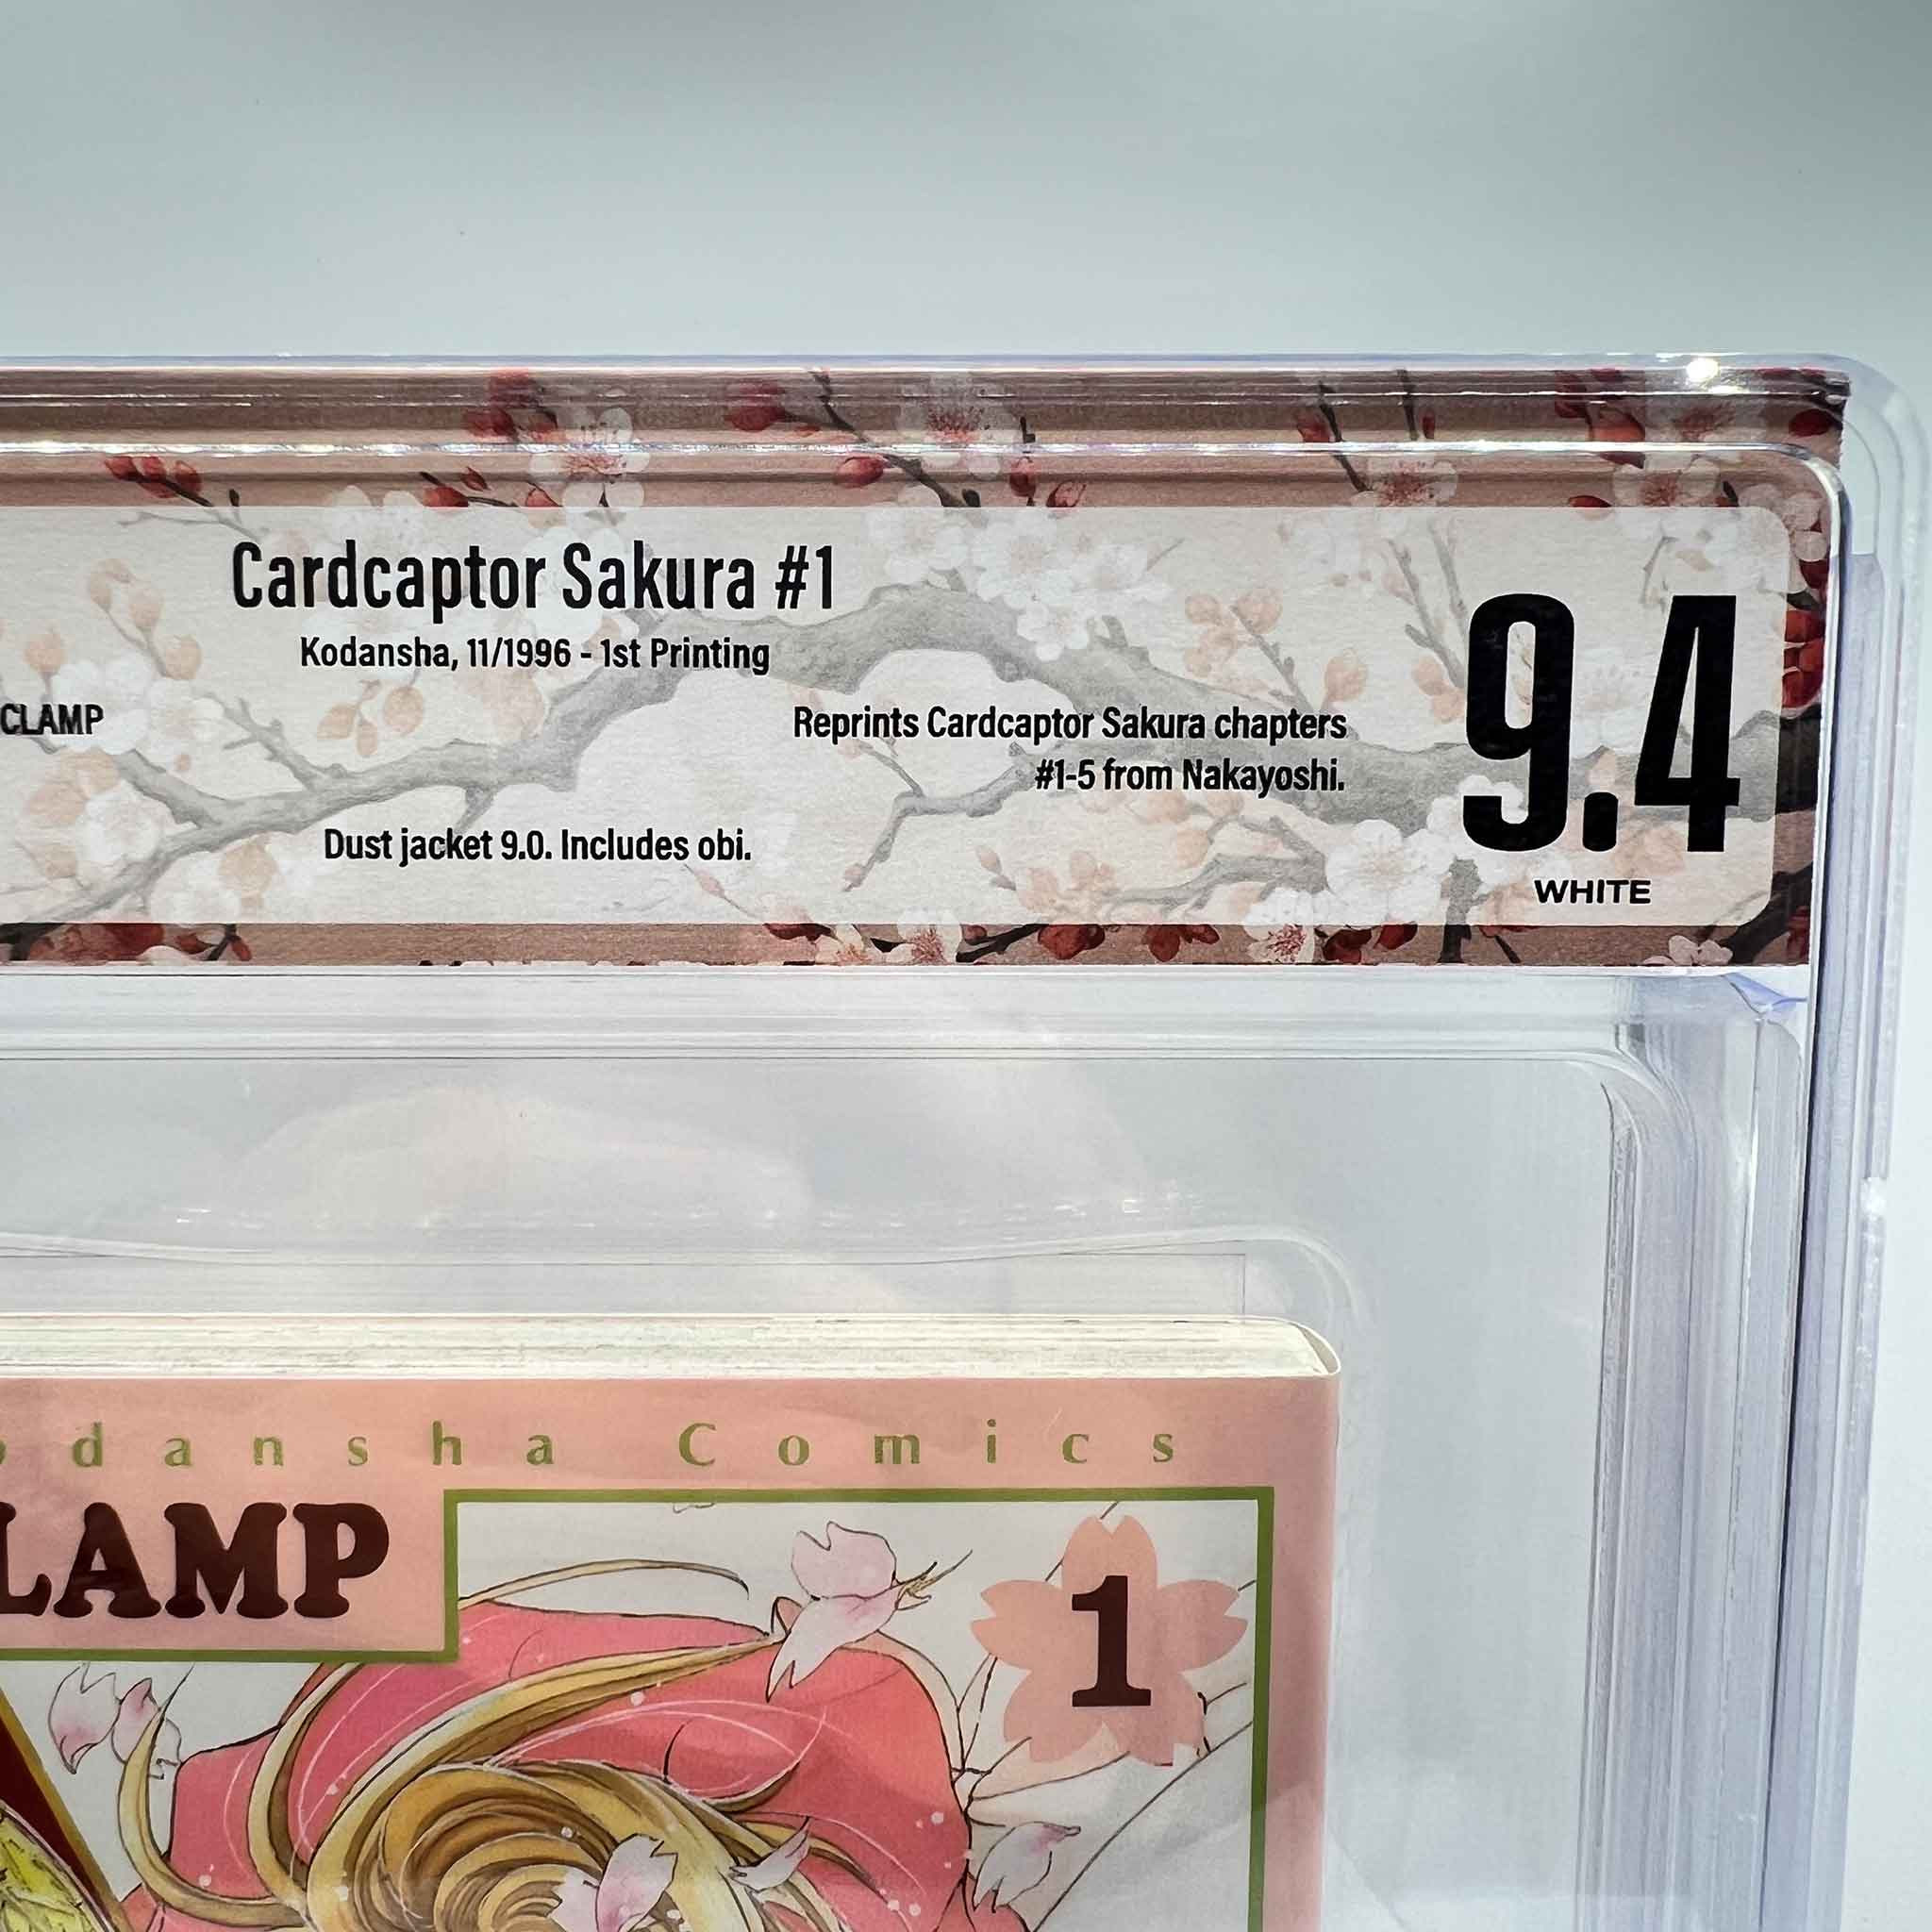 Cardcaptor Sakura #1
Kodansha, 11/1996 - 1st Printing
CLAMP
Reprints Cardcaptor Sakura chapters
#1-5 from Nakayoshi.
Dust jacket 9.0. Includes obi.
9.4
WHITE
odansha Comics
LAMP
1